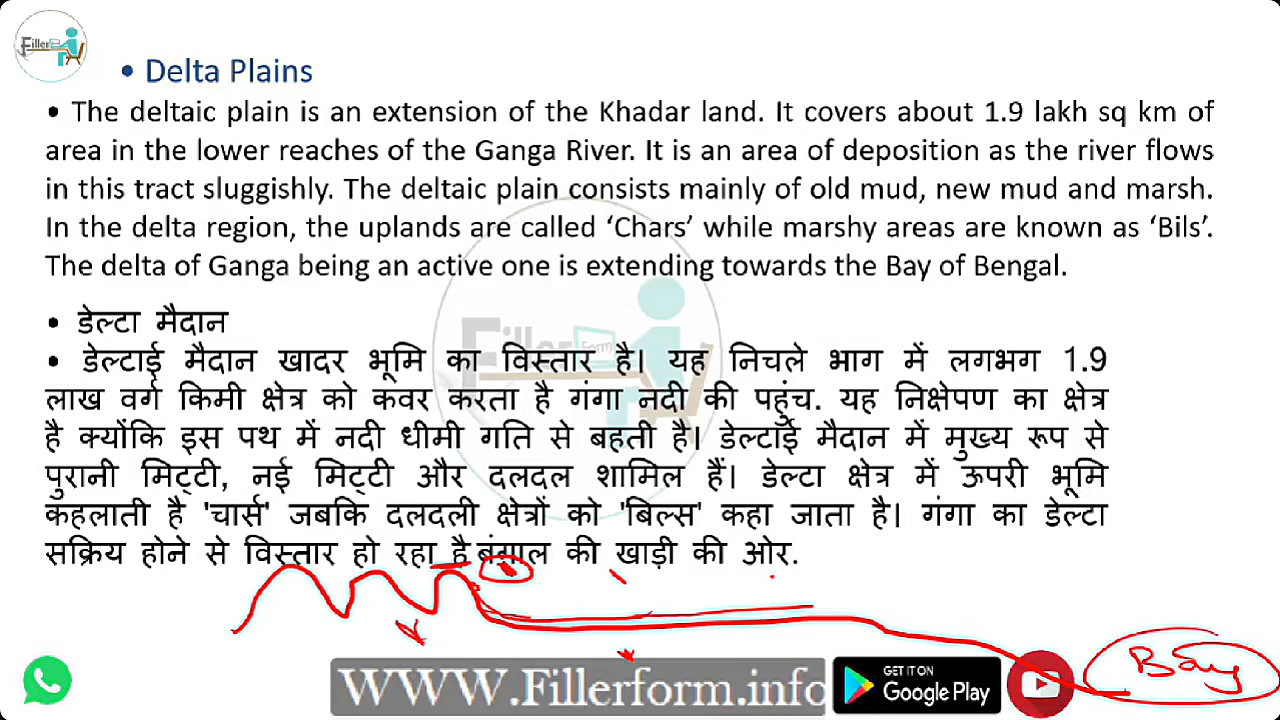 Fillerform
• Delta Plains
• The deltaic plain is an extension of the Khadar land. It covers about 1.9 lakh sq km of
area in the lower reaches of the Ganga River. It is an area of deposition as the river flows
in this tract sluggishly. The deltaic plain consists mainly of old mud, new mud and marsh.
In the delta region, the uplands are called ‘Chars’ while marshy areas are known as ‘Bils’.
The delta of Ganga being an active one is extending towards the Bay of Bengal.
• डेल्टा मैदान
• डेल्टाई मैदान खादर भूमि का विस्तार है। यह निचले भाग में लगभग 1.9
लाख वर्ग किमी क्षेत्र को कवर करता है गंगा नदी की पहुंच. यह निक्षेपण का क्षेत्र
है क्योंकि इस पथ में नदी धीमी गति से बहती है। डेल्टाई मैदान में मुख्य रूप से
पुरानी मिट्टी, नई मिट्टी और दलदल शामिल हैं। डेल्टा क्षेत्र में ऊपरी भूमि
कहलाती है 'चार्स' जबकि दलदली क्षेत्रों को 'बिल्स' कहा जाता है। गंगा का डेल्टा
सक्रिय होने से विस्तार हो रहा है बंगाल की खाड़ी की ओर.
Filler Form
Bay
WWW.Fillerform.info
GET IT ON
Google Play